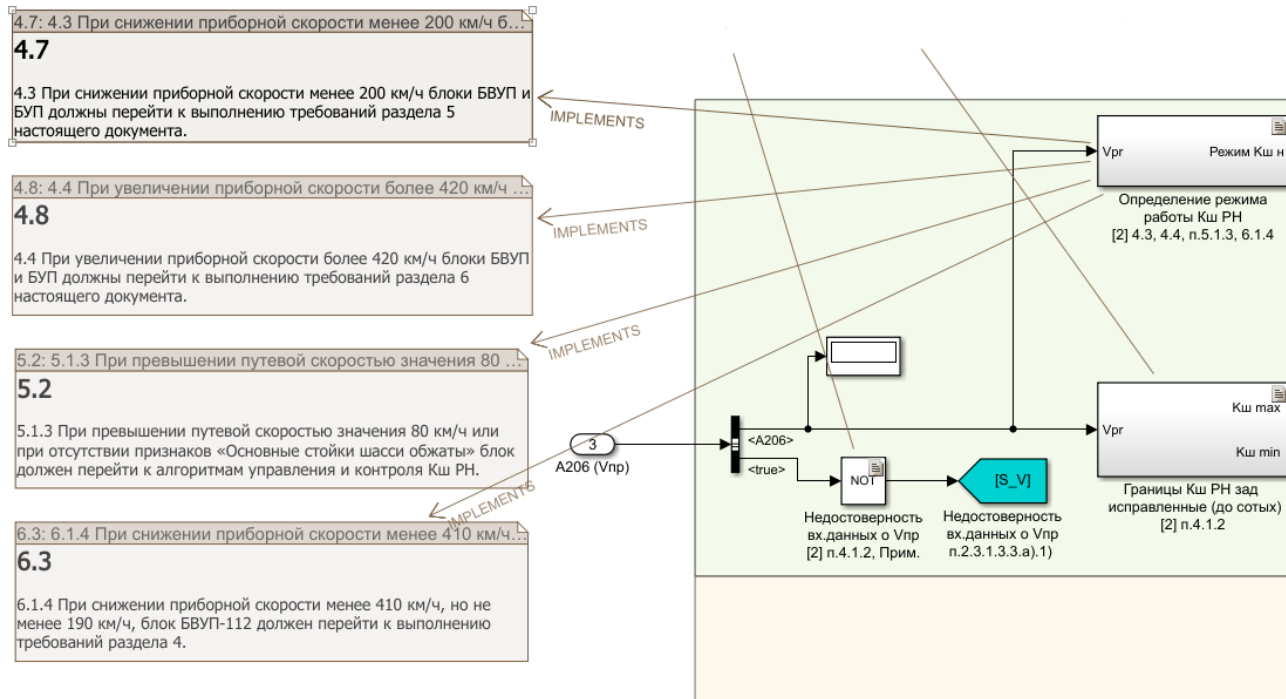 4.7: 4.3 При снижении приборной скорости менее 200 км/ч б...
4.7
4.3 При снижении приборной скорости менее 200 км/ч блоки БВУП и
БУП должны перейти к выполнению требований раздела 5
настоящего документа.
IMPLEMENTS
4.8: 4.4 При увеличении приборной скорости более 420 км/ч ...
4.8
4.4 При увеличении приборной скорости более 420 км/ч блоки БВУП
и БУП должны перейти к выполнению требований раздела 6
настоящего документа.
IMPLEMENTS
5.2: 5.1.3 При превышении путевой скоростью значения 80 ...
5.2
5.1.3 При превышении путевой скоростью значения 80 км/ч или
при отсутствии признаков «Основные стойки шасси обжаты» блок
должен перейти к алгоритмам управления и контроля Кш РН.
IMPLEMENTS
6.3: 6.1.4 При снижении приборной скорости менее 410 км/ч...
6.3
6.1.4 При снижении приборной скорости менее 410 км/ч, но не
менее 190 км/ч, блок БВУП-112 должен перейти к выполнению
требований раздела 4.
IMPLEMENTS
Vpr
Режим Кш н
Определение режима
работы Кш РН
[2] 4.3, 4.4, п.5.1.3, 6.1.4
3
А206 (Vпр)
<A206>
<true>
NOT
Недостоверность
вх.данных о Vпр
[2] п.4.1.2, Прим.
[S_V]
Недостоверность
вх.данных о Vпр
п.2.3.1.3.3.а).1)
Vpr
Кш max
Кш min
Границы Кш РН зад
исправленные (до сотых)
[2] п.4.1.2